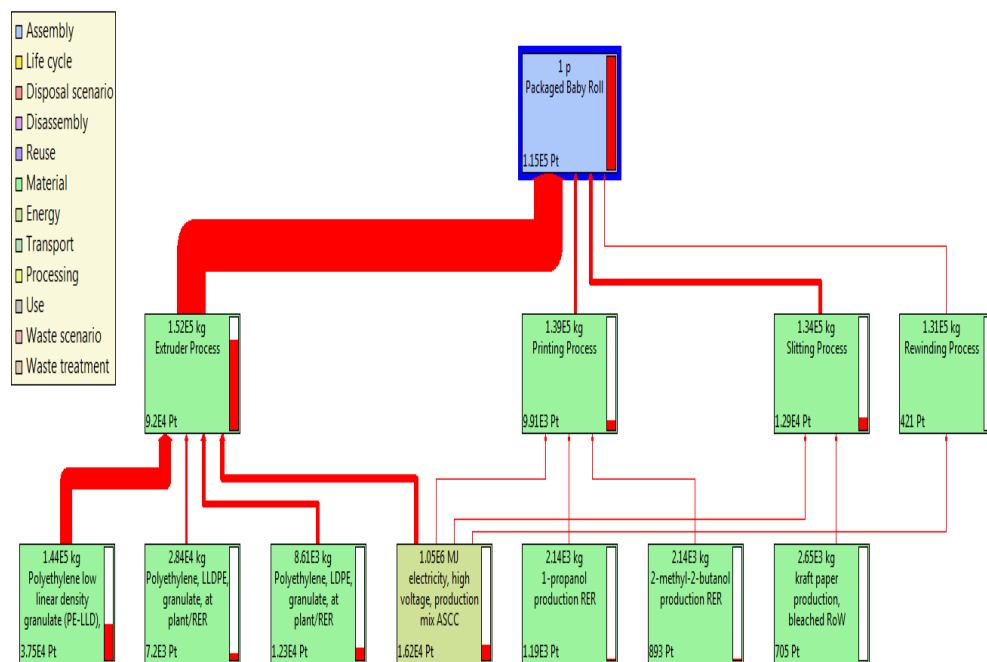 Assembly
Life cycle
Disposal scenario
Disassembly
Reuse
Material
Energy
Transport
Processing
Use
Waste scenario
Waste treatment
1 p
Packaged Baby Roll
1.15E5 Pt
1.52E5 kg
Extruder Process
9.2E4 Pt
1.39E5 kg
Printing Process
9.91E3 Pt
1.34E5 kg
Slitting Process
1.29E4 Pt
1.31E5 kg
Rewinding Process
421 Pt
1.44E5 kg
Polyethylene low
linear density
granulate (PE-LLD),
3.75E4 Pt
2.84E4 kg
Polyethylene, LLDPE,
granulate, at
plant/RER
7.2E3 Pt
8.61E3 kg
Polyethylene, LDPE,
granulate, at
plant/RER
1.23E4 Pt
1.05E6 MJ
electricity, high
voltage, production
mix ASCC
1.62E4 Pt
2.14E3 kg
1-propanol
production RER
1.19E3 Pt
2.14E3 kg
2-methyl-2-butanol
production RER
893 Pt
2.65E3 kg
kraft paper
production,
bleached RoW
705 Pt